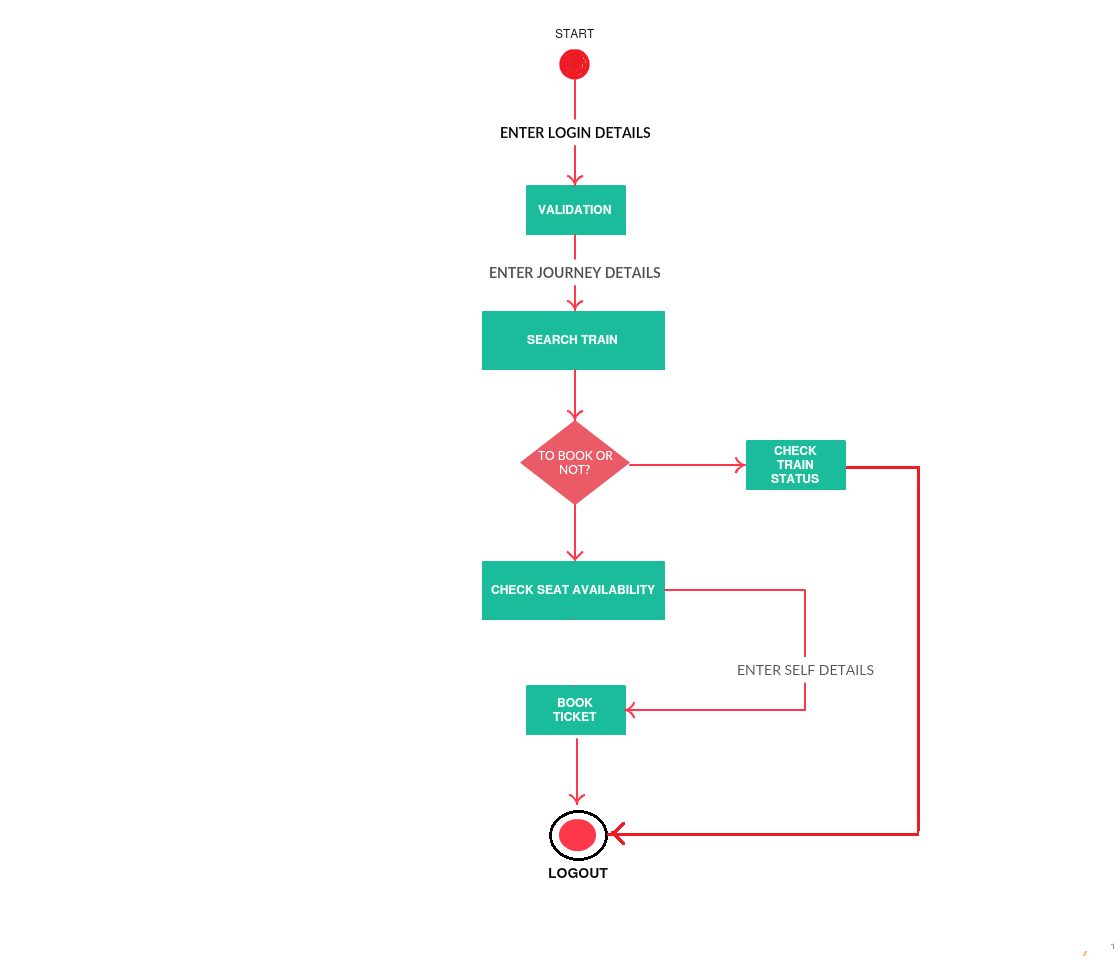 START
ENTER LOGIN DETAILS
VALIDATION
ENTER JOURNEY DETAILS
SEARCH TRAIN
TO BOOK OR
NOT?
CHECK
TRAIN
STATUS
CHECK SEAT AVAILABILITY
ENTER SELF DETAILS
BOOK
TICKET
LOGOUT